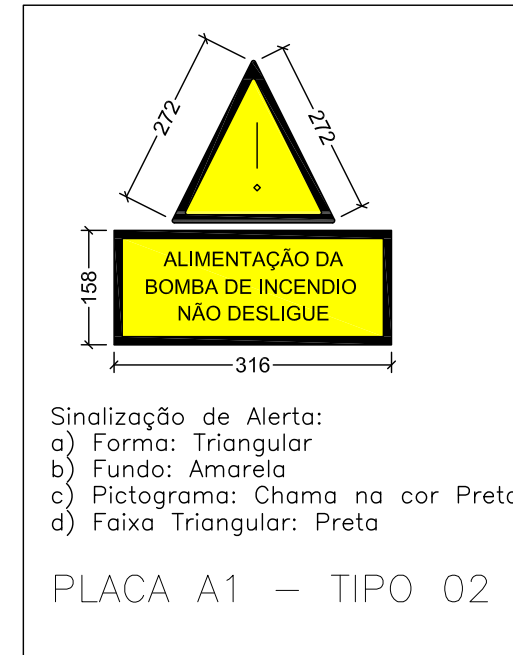 272
272
158
ALIMENTAÇÃO DA
BOMBA DE INCENDIO
NÃO DESLIGUE
316
Sinalização de Alerta:
a) Forma: Triangular
b) Fundo: Amarela
c) Pictograma: Chama na cor Preta
d) Faixa Triangular: Preta
PLACA A1 – TIPO 02